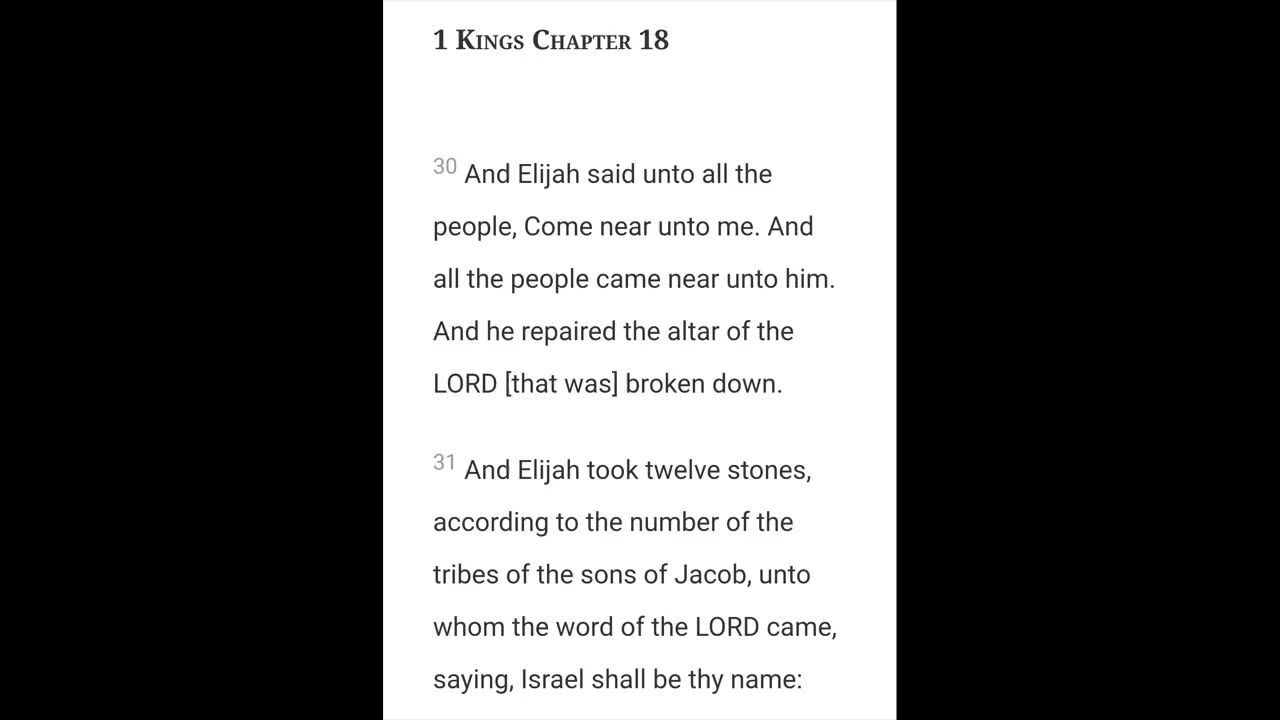 1 Kings Chapter 18
30 And Elijah said unto all the
people, Come near unto me. And
all the people came near unto him.
And he repaired the altar of the
LORD [that was] broken down.
31 And Elijah took twelve stones,
according to the number of the
tribes of the sons of Jacob, unto
whom the word of the LORD came,
saying, Israel shall be thy name: